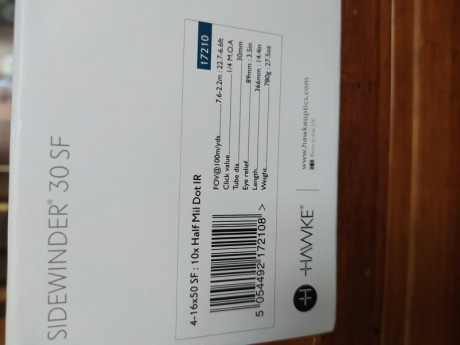 SIDEWINDER® 30 SF
4-16x50 SF : 10x Half Mil Dot IR
17210
FOV@100m/yds......7.6-2.2m : 22.7-6.6ft
Click value......1/4 M.O.A
Tube dia......30mm
Eye relief......89mm : 3.5in
Length......366mm : 14.4in
Weight......780g : 27.5oz
5 054492 172108 >
HAWKE®
www.hawkeoptics.com